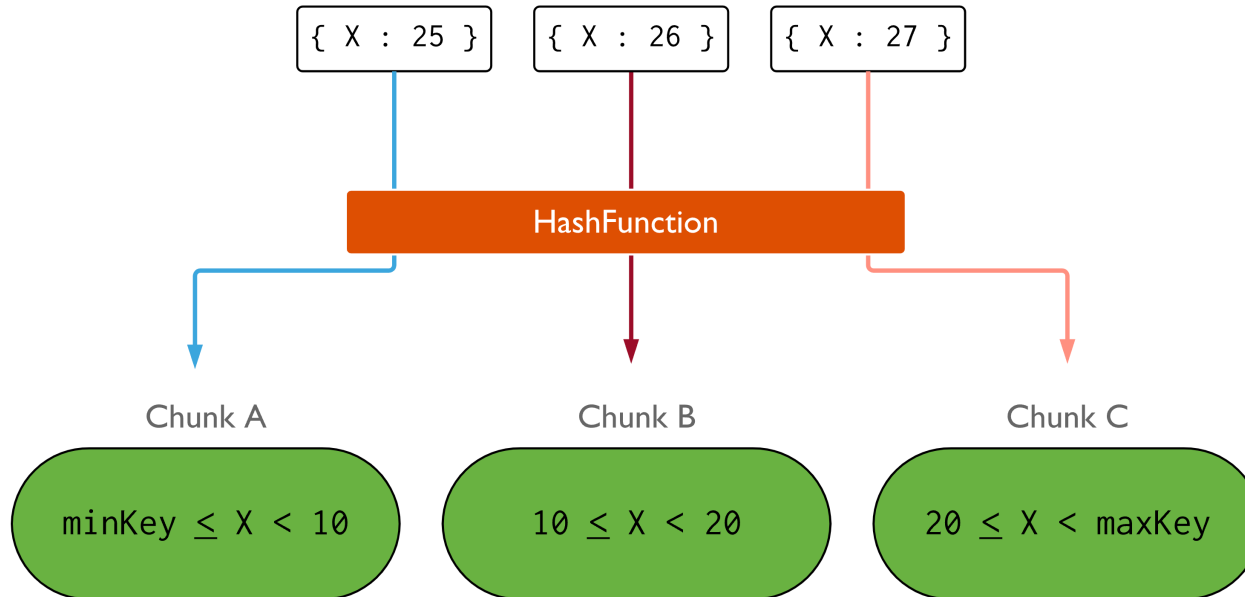 { X : 25 } { X : 26 } { X : 27 }
HashFunction
Chunk A Chunk B Chunk C
minKey ≤ X < 10 10 ≤ X < 20 20 ≤ X < maxKey